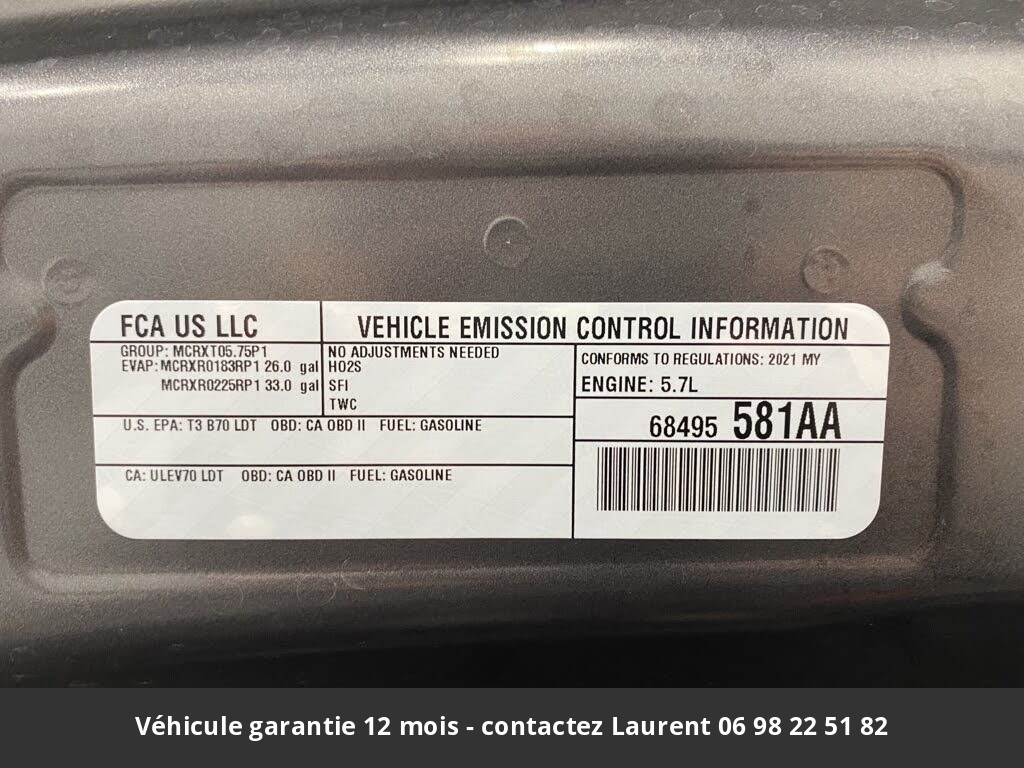 FCA US LLC
VEHICLE EMISSION CONTROL INFORMATION
GROUP: MCRXT05.75P1
EVAP: MCRXR0183RP1 26.0 gal
MCRXR0225RP1 33.0 gal
NO ADJUSTMENTS NEEDED
HO2S
SFI
TWC
CONFORMS TO REGULATIONS: 2021 MY
ENGINE: 5.7L
68495 581AA
U.S. EPA: T3 B70 LDT OBD: CA OBD II FUEL: GASOLINE
CA: ULEV70 LDT OBD: CA OBD II FUEL: GASOLINE
Véhicule garantie 12 mois - contactez Laurent 06 98 22 51 82